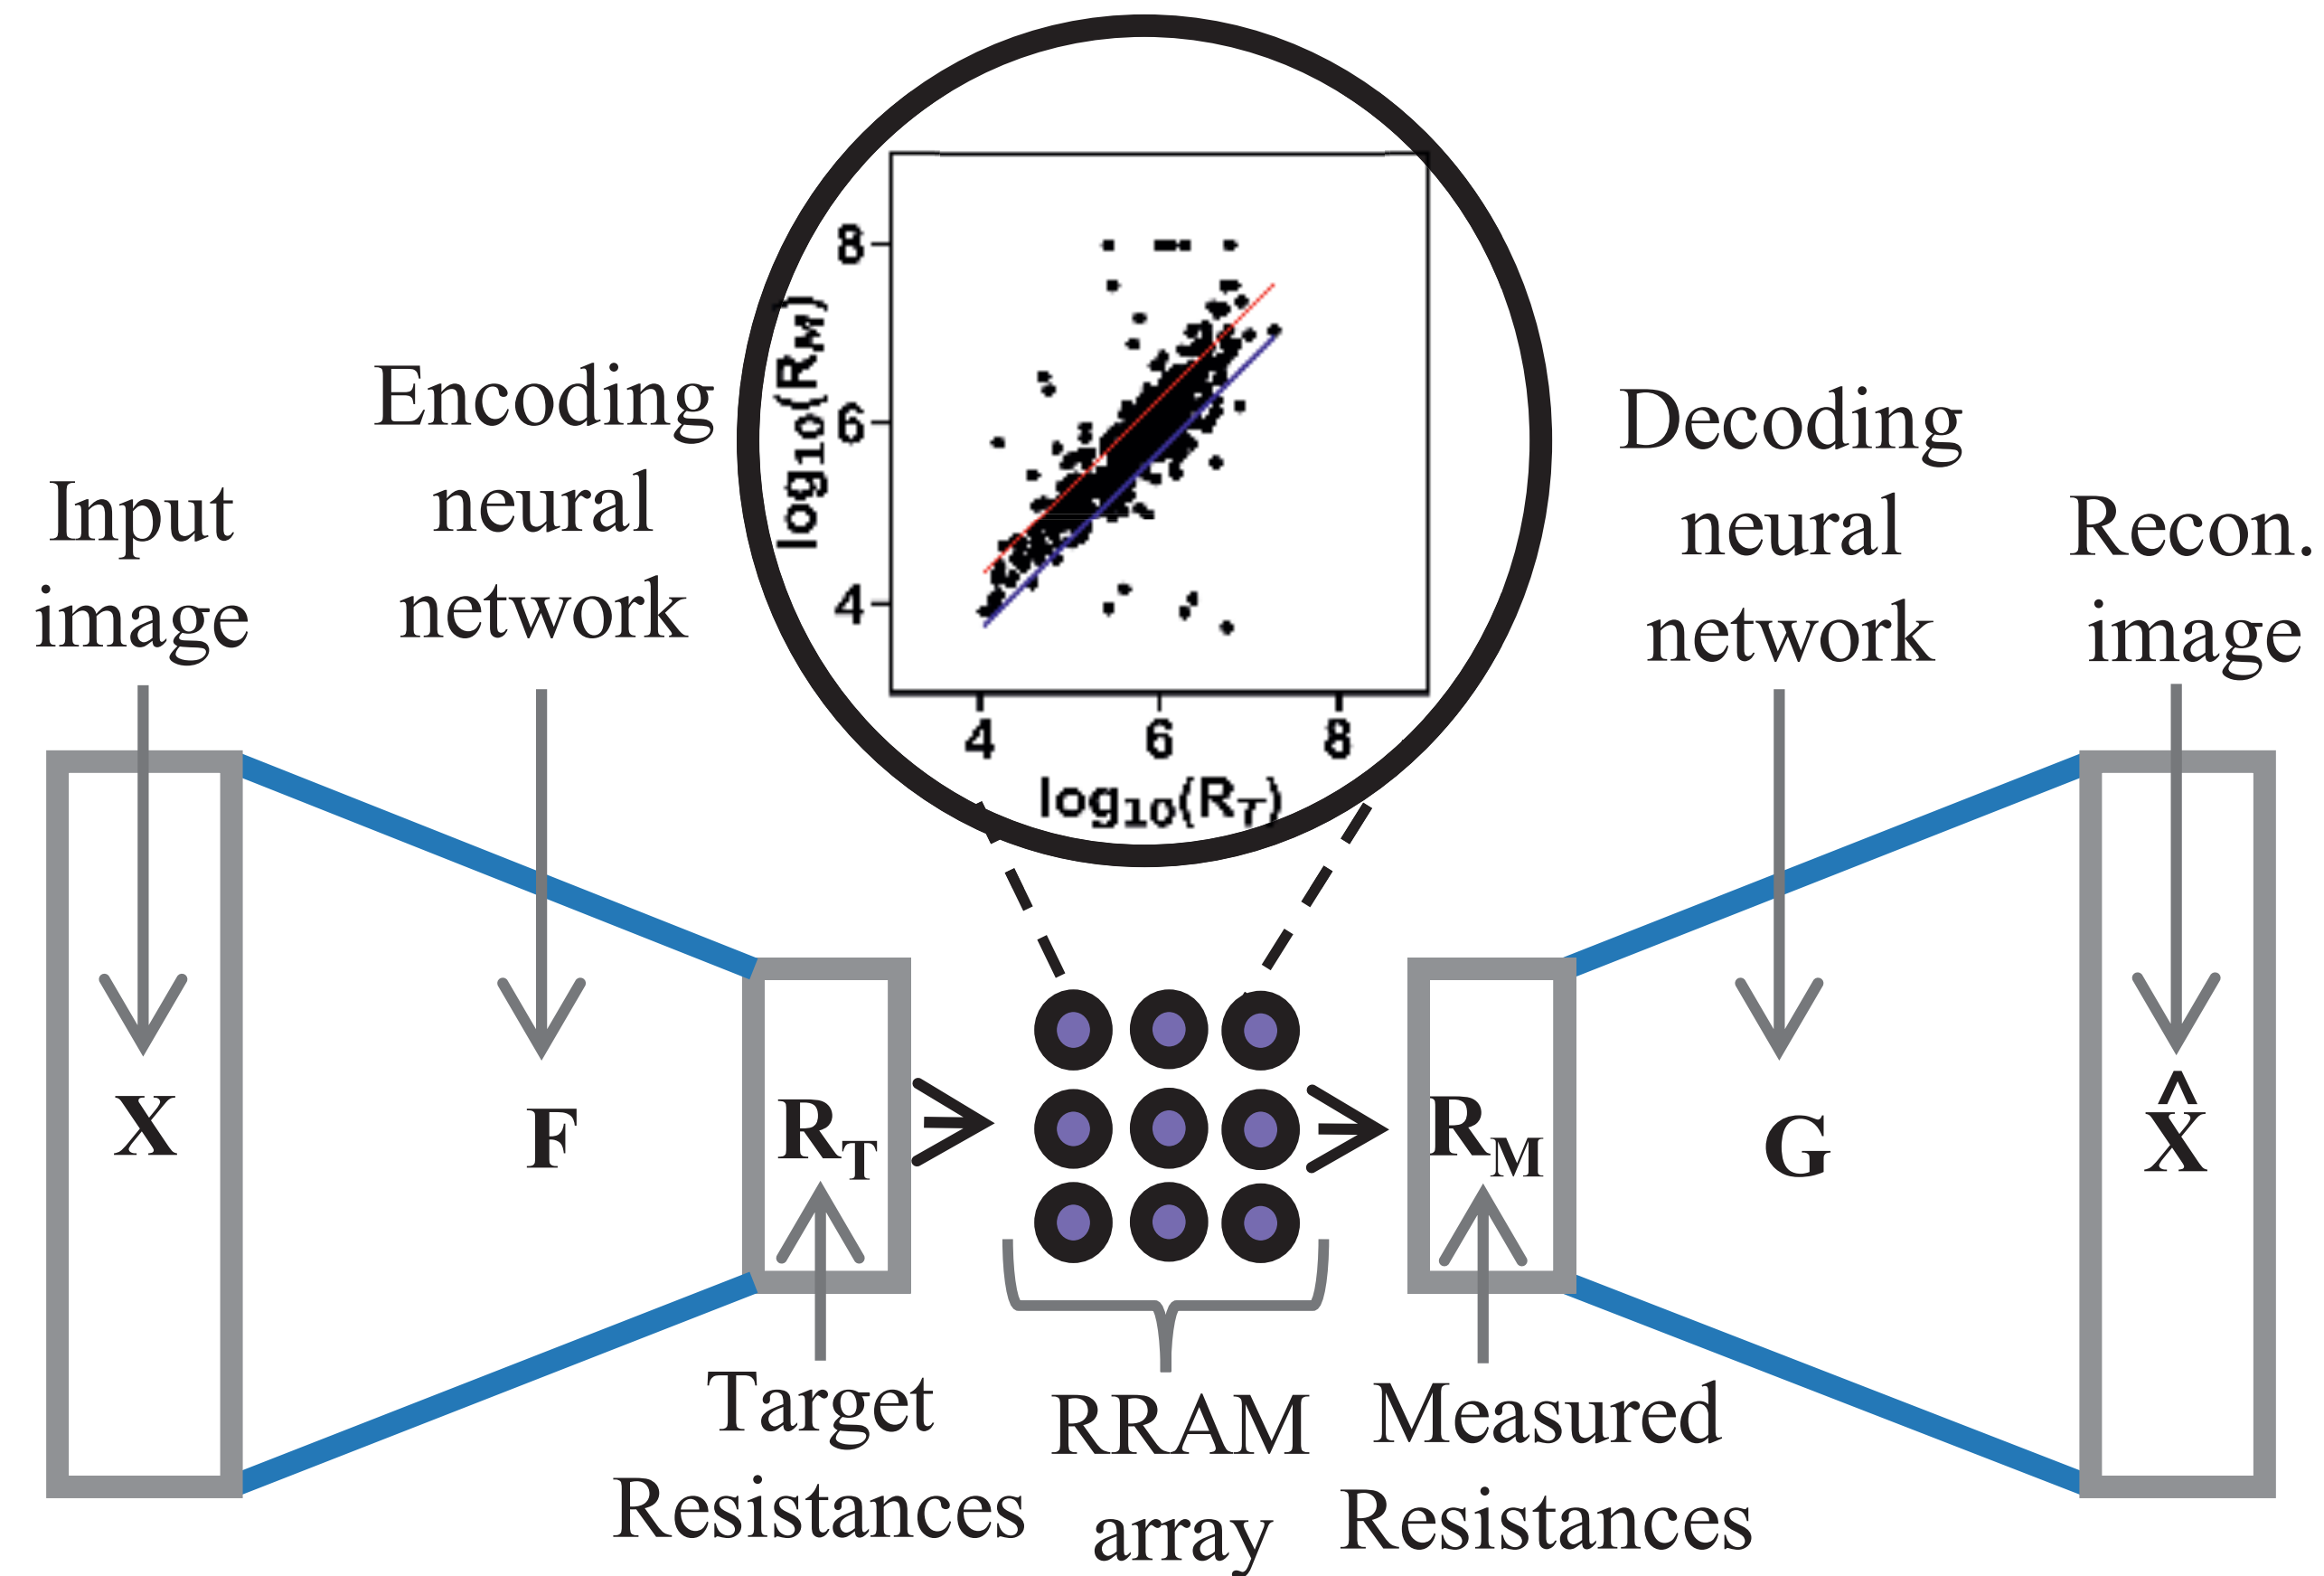 8
6
4
log10(RM)
4 6 8
log10(RT)
Input
image
Encoding
neural
network
Decoding
neural
network
Recon.
image
X
F
RT
RM
G
X̂
Target
Resistances
RRAM
array
Measured
Resistances